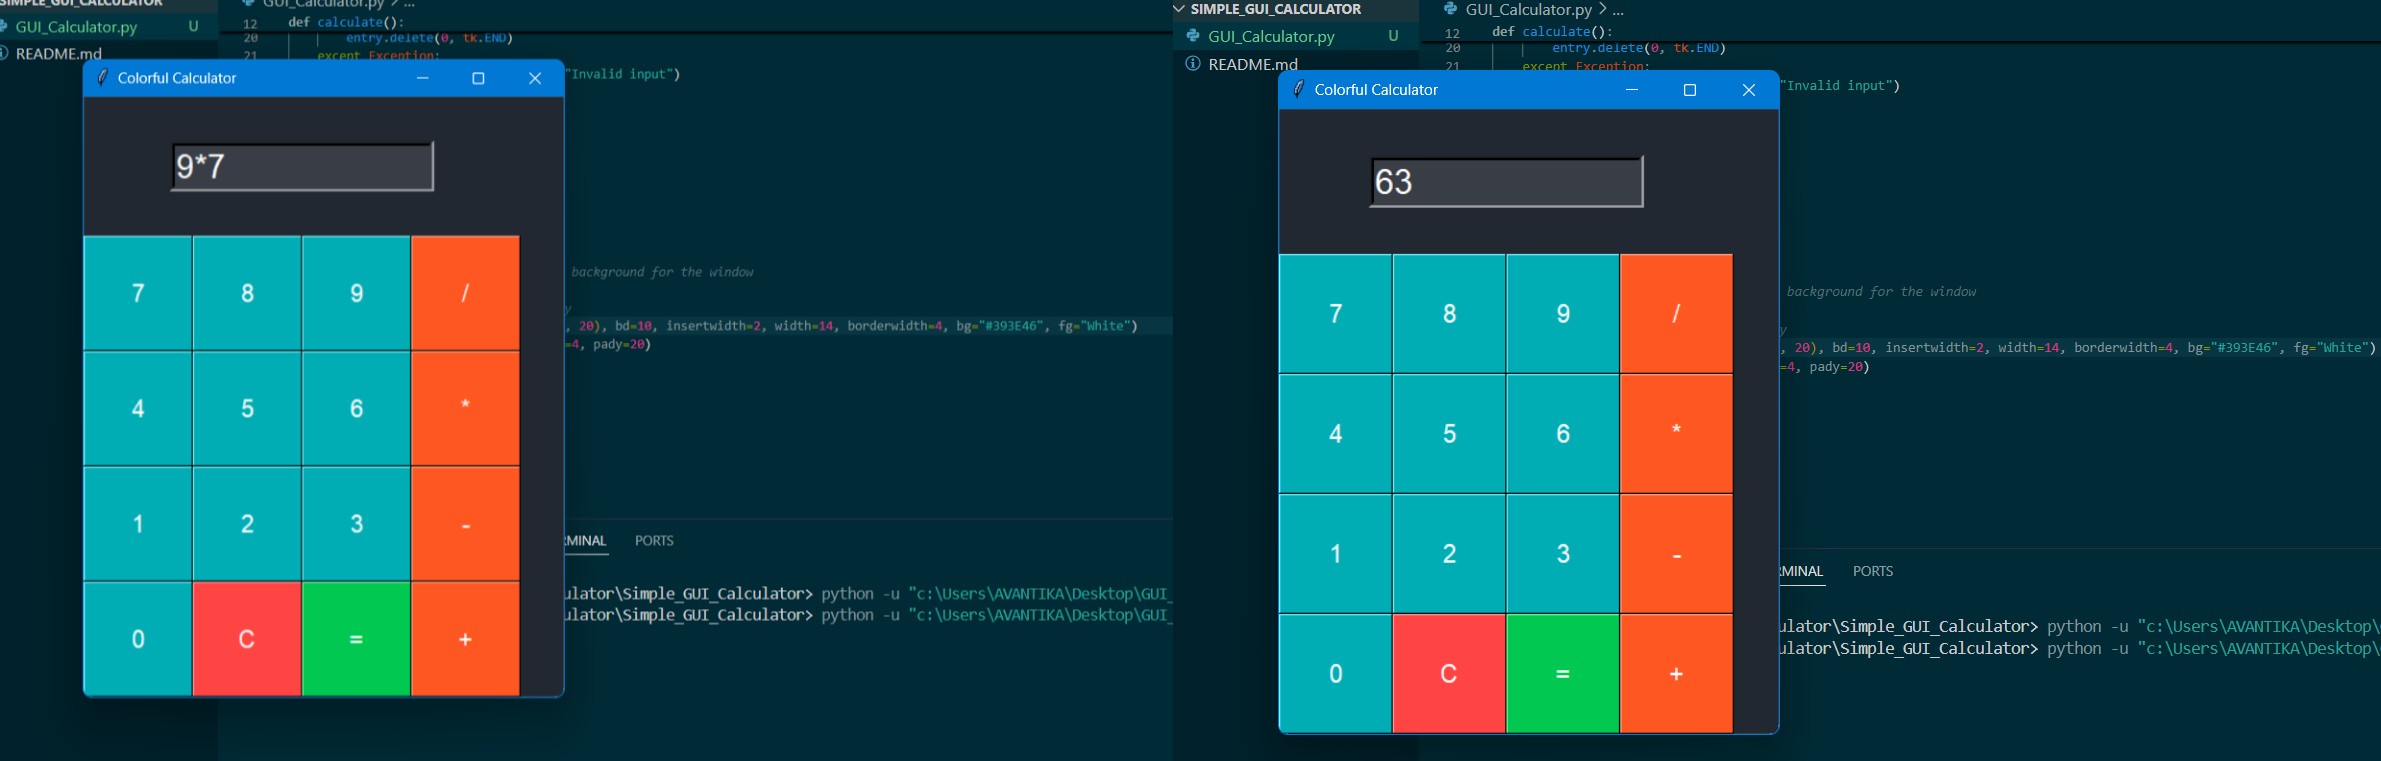 SIMPLE_GUI_CALCULATOR
GUI_Calculator.py U
README.md
GUI_Calculator.py > ...
12 def calculate():
20 entry.delete(0, tk.END)
21 except Exception:
"Invalid input")
background for the window
y
, 20), bd=10, insertwidth=2, width=14, borderwidth=4, bg="#393E46", fg="White")
=4, pady=20)
Colorful Calculator
9*7
7 8 9 /
4 5 6 *
1 2 3 -
0 C = +
RMINAL PORTS
ulator\Simple_GUI_Calculator> python -u "c:\Users\AVANTIKA\Desktop\GUI_
ulator\Simple_GUI_Calculator> python -u "c:\Users\AVANTIKA\Desktop\GUI_
SIMPLE_GUI_CALCULATOR
GUI_Calculator.py U
README.md
GUI_Calculator.py > ...
12 def calculate():
20 entry.delete(0, tk.END)
21 except Exception:
"Invalid input")
background for the window
y
, 20), bd=10, insertwidth=2, width=14, borderwidth=4, bg="#393E46", fg="White")
=4, pady=20)
Colorful Calculator
63
7 8 9 /
4 5 6 *
1 2 3 -
0 C = +
RMINAL PORTS
ulator\Simple_GUI_Calculator> python -u "c:\Users\AVANTIKA\Desktop\
ulator\Simple_GUI_Calculator> python -u "c:\Users\AVANTIKA\Desktop\